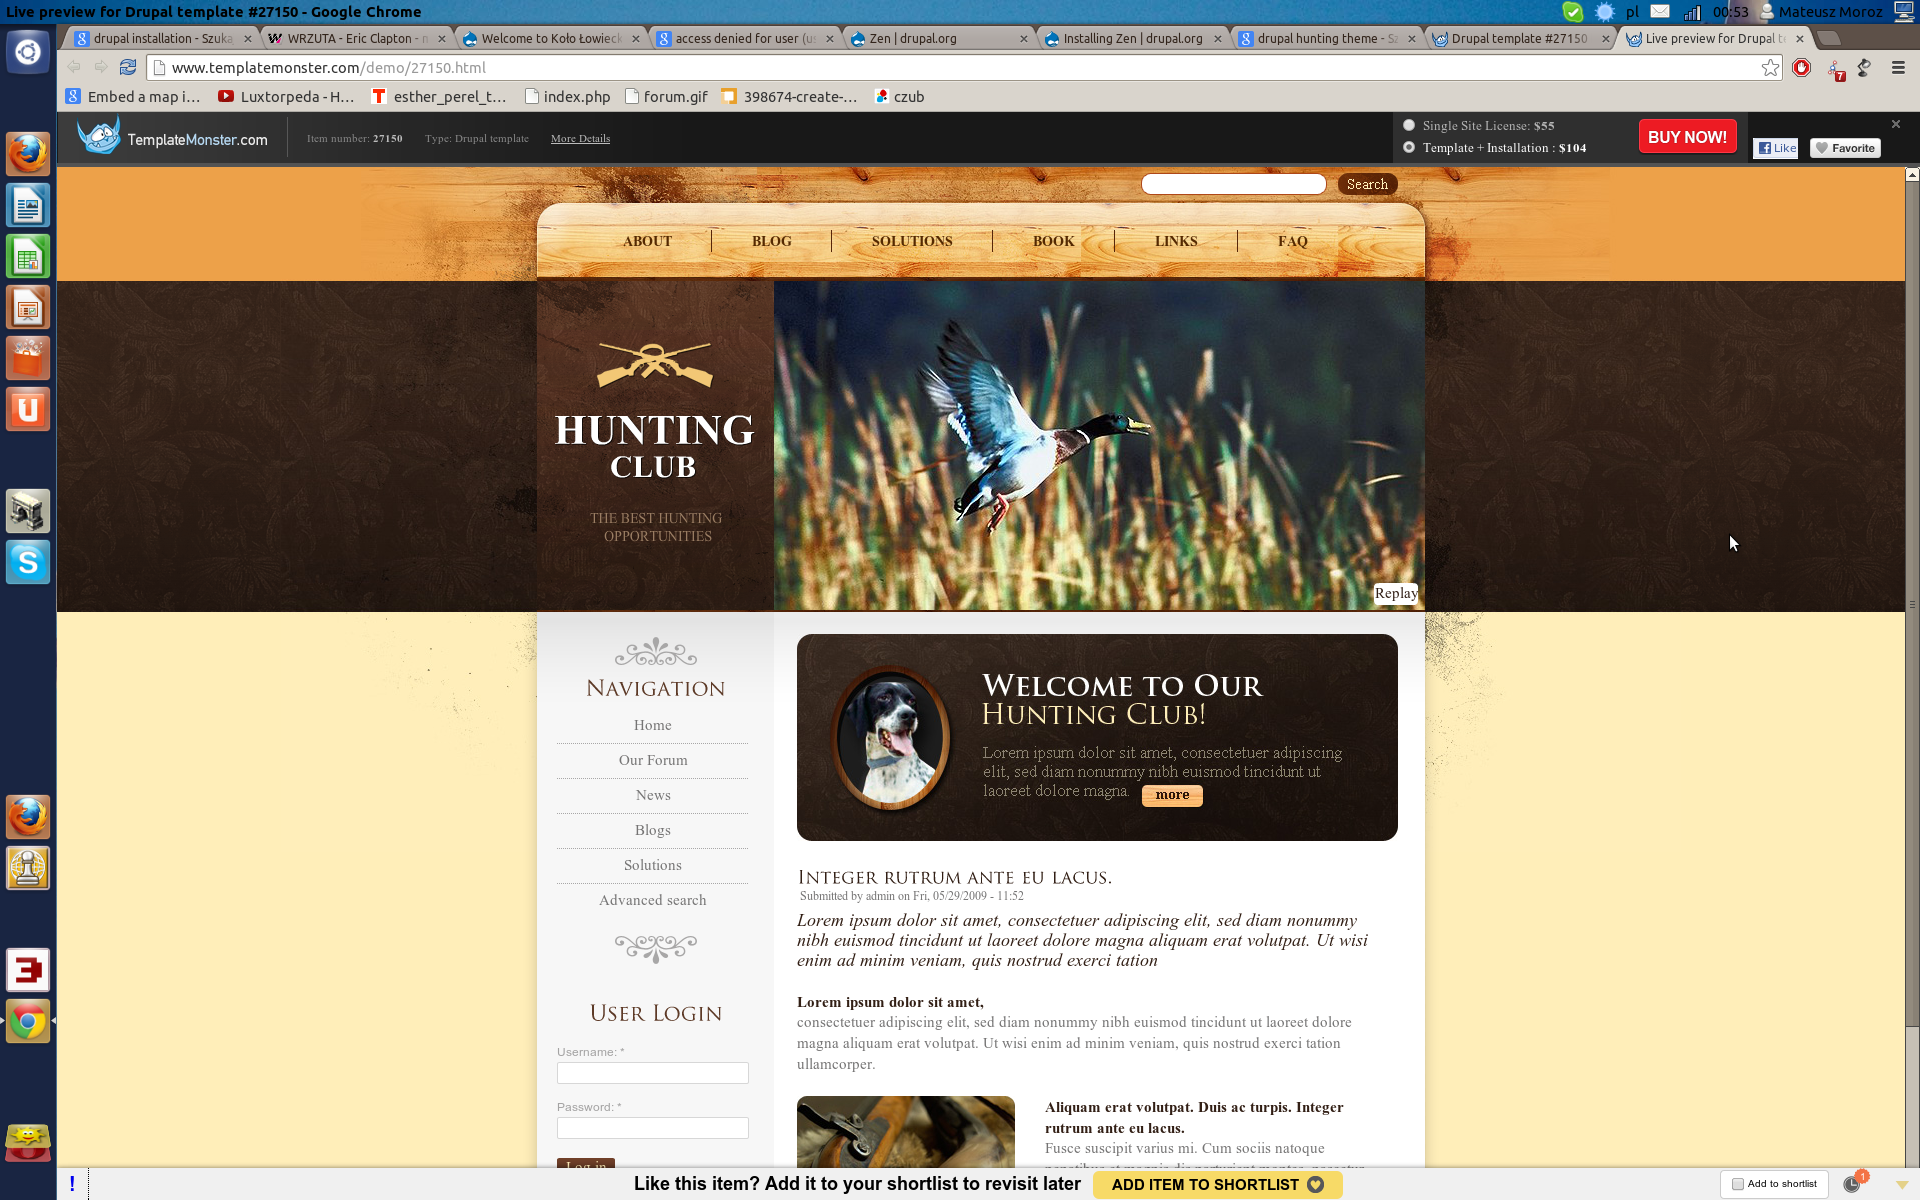 Live preview for Drupal template #27150 - Google Chrome
pl 00:53 Mateusz Moroz
drupal installation - Szuka
WRZUTA - Eric Clapton -
Welcome to Koło Łowieck
access denied for user (u
Zen | drupal.org
Installing Zen | drupal.org
drupal hunting theme - S
Drupal template #27150
Live preview for Drupal t
www.templatemonster.com/demo/27150.html
7
Embed a map i...
Luxtorpeda - H...
esther_perel_t...
index.php
forum.gif
398674-create-...
czub
TemplateMonster.com
Item number: 27150
Type: Drupal template
More Details
Single Site License: $55
Template + Installation : $104
BUY NOW!
Like
Favorite
Search
ABOUT
BLOG
SOLUTIONS
BOOK
LINKS
FAQ
HUNTING
CLUB
THE BEST HUNTING
OPPORTUNITIES
Replay
NAVIGATION
Home
Our Forum
News
Blogs
Solutions
Advanced search
USER LOGIN
Username: *
Password: *
Log in
WELCOME TO OUR
HUNTING CLUB!
Lorem ipsum dolor sit amet, consectetuer adipiscing
elit, sed diam nonummy nibh euismod tincidunt ut
laoreet dolore magna.
more
INTEGER RUTRUM ANTE EU LACUS.
Submitted by admin on Fri, 05/29/2009 - 11:52
Lorem ipsum dolor sit amet, consectetuer adipiscing elit, sed diam nonummy
nibh euismod tincidunt ut laoreet dolore magna aliquam erat volutpat. Ut wisi
enim ad minim veniam, quis nostrud exerci tation
Lorem ipsum dolor sit amet,
consectetuer adipiscing elit, sed diam nonummy nibh euismod tincidunt ut laoreet dolore
magna aliquam erat volutpat. Ut wisi enim ad minim veniam, quis nostrud exerci tation
ullamcorper.
Aliquam erat volutpat. Duis ac turpis. Integer
rutrum ante eu lacus.
Fusce suscipit varius mi. Cum sociis natoque
!
Like this item? Add it to your shortlist to revisit later
ADD ITEM TO SHORTLIST
Add to shortlist
1